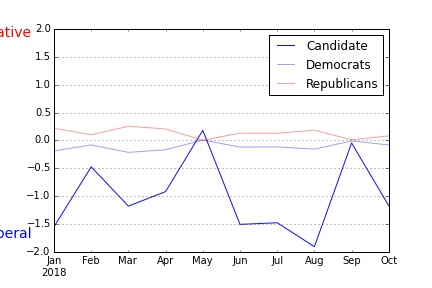 ative
beral
2.0
1.5
1.0
0.5
0.0
−0.5
−1.0
−1.5
−2.0
Candidate
Democrats
Republicans
Jan Feb Mar Apr May Jun Jul Aug Sep Oct
2018